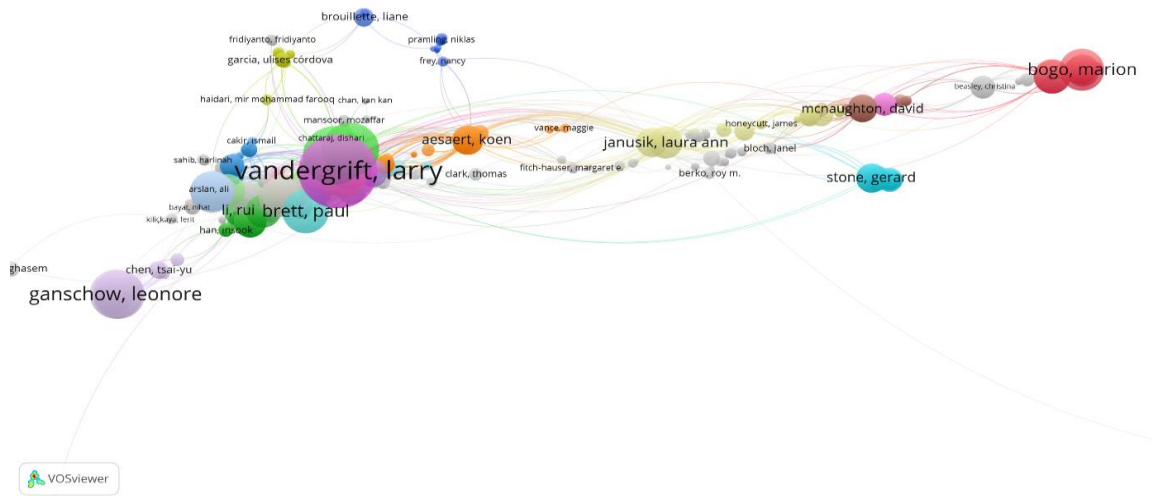 brouillette, liane
fridiyanto, fridiyanto
pramling, niklas
garcia, ulises córdova
frey, nancy
bogo, marion
beasley, christina
haidari, mir mohammad farooq
chan, kan kan
mcnaughton, david
mansoor, mozaffar
honeycutt, james
vance, maggie
chattaraj, dishari
aesaert, koen
cakir, ismail
janusik, laura ann
bloch, janel
sahib, harlinah
vandergrift, larry
clark, thomas
fitch-hauser, margaret e.
berko, roy m.
stone, gerard
arslan, ali
bayat, nihat
li, rui
brett, paul
kiliçkaya, ferit
han, insook
ghasem
chen, tsai-yu
ganschow, leonore
VOSviewer